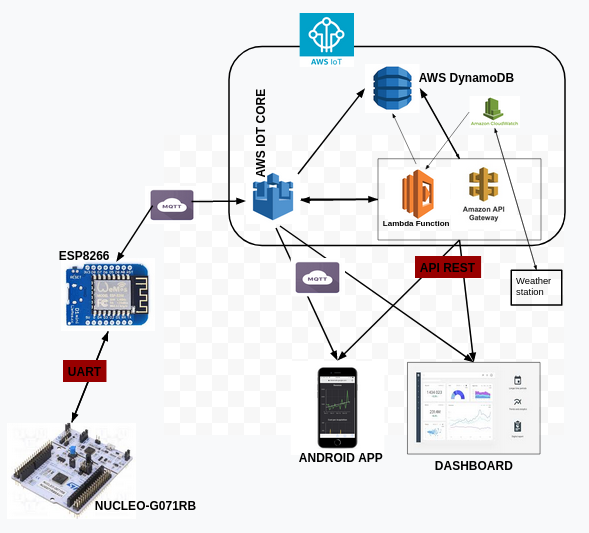 AWS IoT
AWS DynamoDB
AWS IOT CORE
Amazon CloudWatch
Lambda Function
Amazon API
Gateway
MQTT
ESP8266
MQTT
API REST
Weather
station
UART
NUCLEO-G071RB
ANDROID APP
DASHBOARD